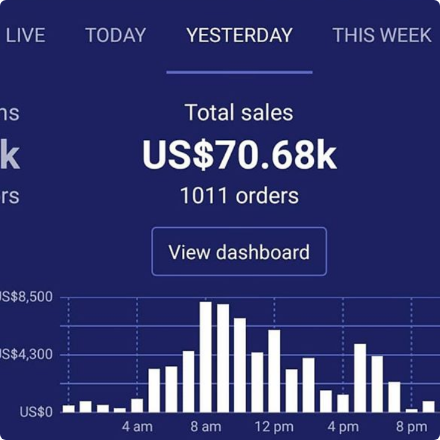 LIVE TODAY YESTERDAY THIS WEEK
ns Total sales
k US$70.68k
rs 1011 orders
View dashboard
US$8,500
US$4,300
US$0
4 am 8 am 12 pm 4 pm 8 pm